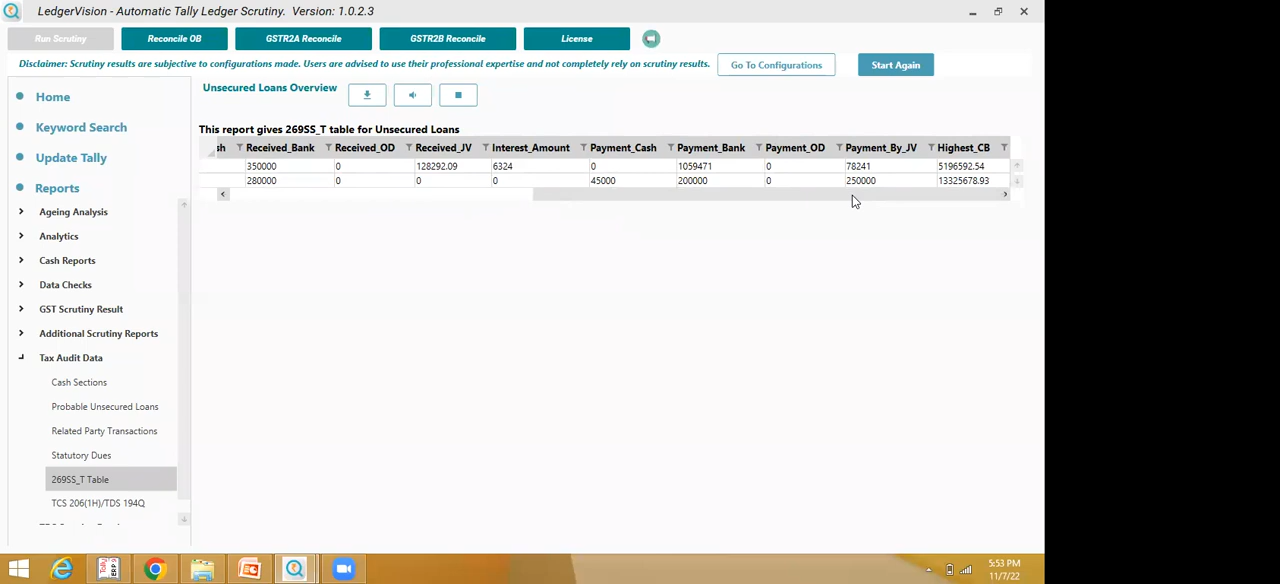 LedgerVision - Automatic Tally Ledger Scrutiny. Version: 1.0.2.3
Run Scrutiny Reconcile OB GSTR2A Reconcile GSTR2B Reconcile License
Disclaimer: Scrutiny results are subjective to configurations made. Users are advised to use their professional expertise and not completely rely on scrutiny results. Go To Configurations Start Again
Home
Keyword Search
Update Tally
Reports
Ageing Analysis
Analytics
Cash Reports
Data Checks
GST Scrutiny Result
Additional Scrutiny Reports
Tax Audit Data
Cash Sections
Probable Unsecured Loans
Related Party Transactions
Statutory Dues
269SS_T Table
TCS 206(1H)/TDS 194Q
Unsecured Loans Overview
This report gives 269SS_T table for Unsecured Loans
sh Received_Bank Received_OD Received_JV Interest_Amount Payment_Cash Payment_Bank Payment_OD Payment_By_JV Highest_CB
350000 0 128292.09 6324 0 1059471 0 78241 5196592.54
280000 0 0 0 45000 200000 0 250000 13325678.93
5:53 PM
11/7/22